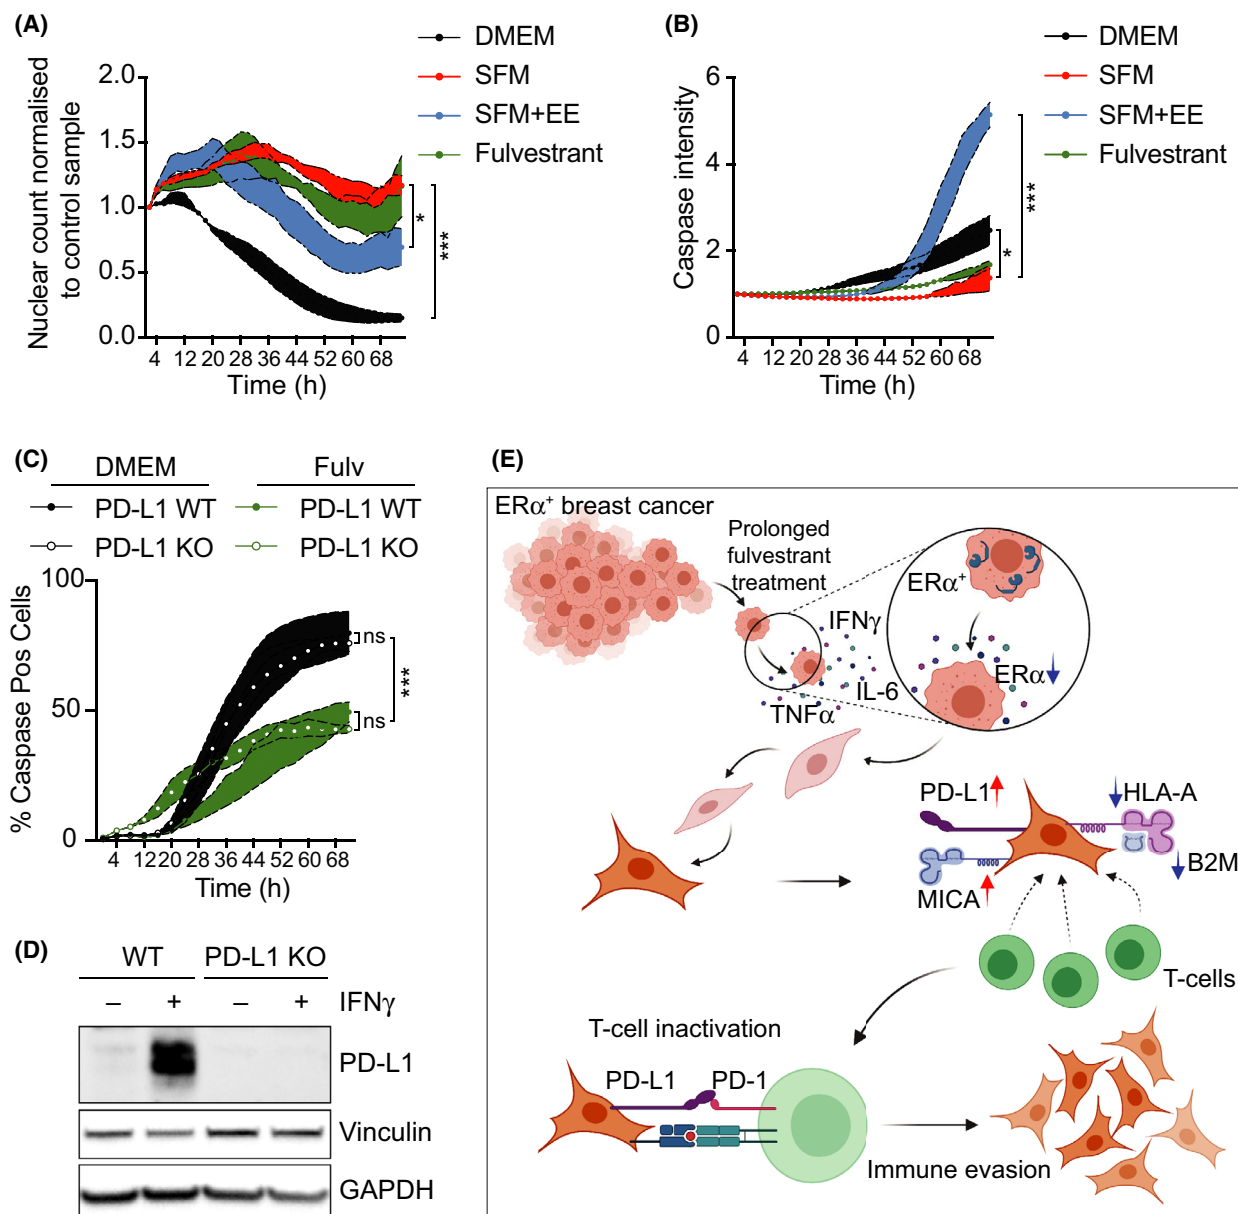 (A)
Nuclear count normalised
to control sample
2.0
1.5
1.0
0.5
0.0
4 12 20 28 36 44 52 60 68
Time (h)
DMEM
SFM
SFM+EE
Fulvestrant
*
***
(B)
Caspase intensity
6
4
2
0
4 12 20 28 36 44 52 60 68
Time (h)
DMEM
SFM
SFM+EE
Fulvestrant
*
***
(C)
DMEM Fulv
PD-L1 WT PD-L1 WT
PD-L1 KO PD-L1 KO
% Caspase Pos Cells
100
50
0
4 12 20 28 36 44 52 60 68
Time (h)
ns
***
ns
(D)
WT PD-L1 KO
– + – + IFNγ
PD-L1
Vinculin
GAPDH
(E)
ERα+ breast cancer
Prolonged
fulvestrant
treatment
IFNγ
IL-6
TNFα
ERα+
ERα
PD-L1
HLA-A
B2M
MICA
T-cells
T-cell inactivation
PD-L1 PD-1
Immune evasion